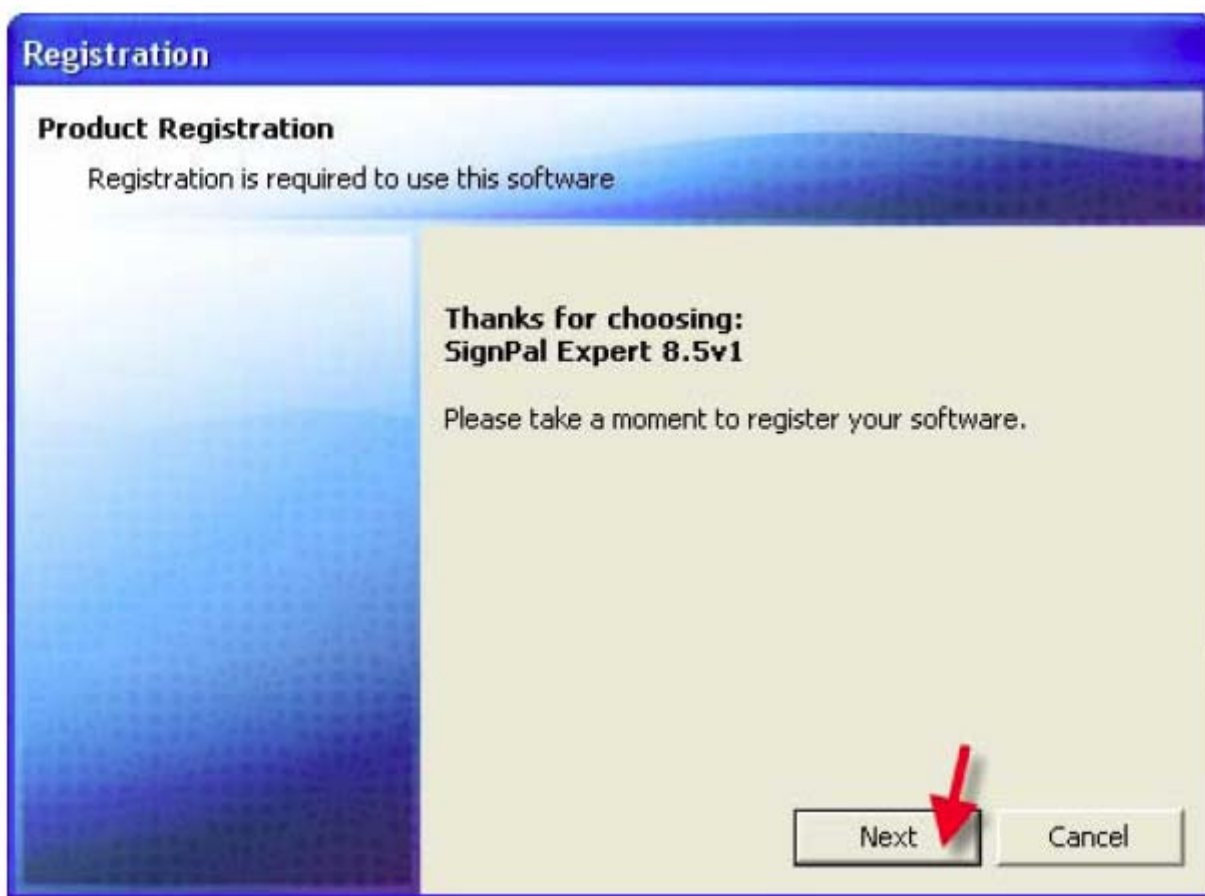 Registration
Product Registration
Registration is required to use this software
Thanks for choosing:
SignPal Expert 8.5v1
Please take a moment to register your software.
Next
Cancel